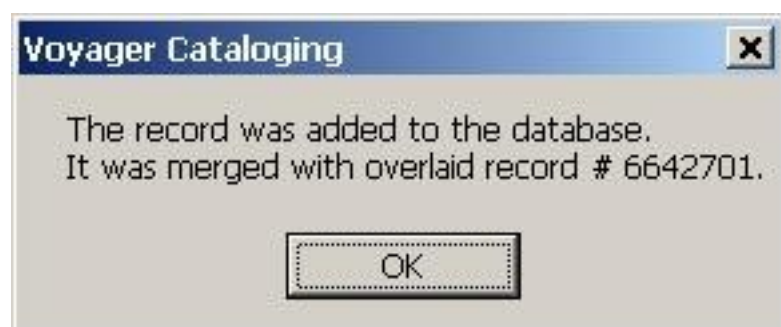 Voyager Cataloging
The record was added to the database.
It was merged with overlaid record # 6642701.
OK